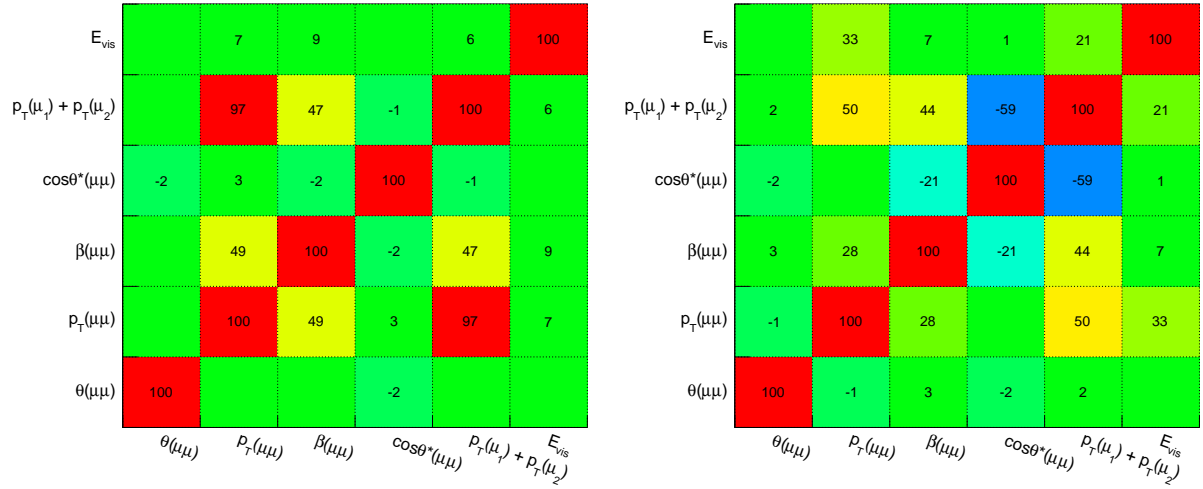 E_vis 7 9 6 100
p_T(μ_1) + p_T(μ_2) 97 47 -1 100 6
cosθ*(μμ) -2 3 -2 100 -1
β(μμ) 49 100 -2 47 9
p_T(μμ) 100 49 3 97 7
θ(μμ) 100 -2
θ(μμ) p_T(μμ) β(μμ) cosθ*(μμ) p_T(μ_1) + p_T(μ_2) E_vis
E_vis 33 7 1 21 100
p_T(μ_1) + p_T(μ_2) 2 50 44 -59 100 21
cosθ*(μμ) -2 -21 100 -59 1
β(μμ) 3 28 100 -21 44 7
p_T(μμ) -1 100 28 50 33
θ(μμ) 100 -1 3 -2 2
θ(μμ) p_T(μμ) β(μμ) cosθ*(μμ) p_T(μ_1) + p_T(μ_2) E_vis